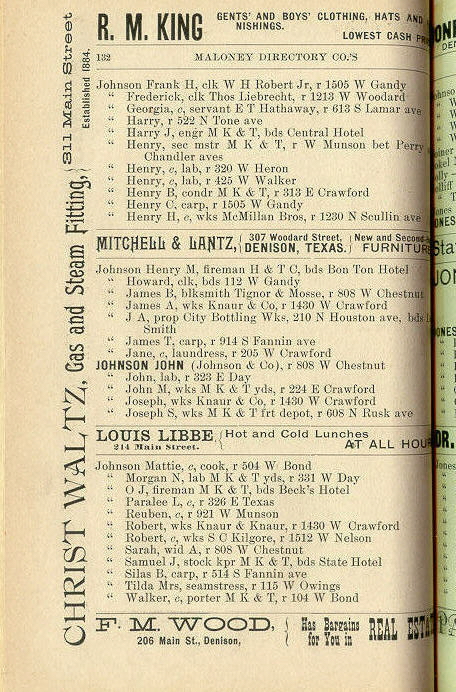 R. M. KING GENTS' AND BOYS' CLOTHING, HATS AND
NISHINGS.
LOWEST CASH
132 MALONEY DIRECTORY CO.'S
Johnson Frank H, clk W H Robert Jr, r 1505 W Gandy
" Frederick, clk Thos Liebrecht, r 1213 W Woodard
" Georgia, c, servant E T Hathaway, r 613 S Lamar ave
" Harry, r 522 N Tone ave
" Harry J, engr M K & T, bds Central Hotel
" Henry, sec mstr M K & T, r W Munson bet Perry
Chandler aves
" Henry, c, lab, r 320 W Heron
" Henry, c, lab, r 425 W Walker
" Henry B, condr M K & T, r 313 E Crawford
" Henry C, carp, r 1505 W Gandy
" Henry H, c, wks McMillan Bros, r 1230 N Scullin ave
MITCHELL & LANTZ, { 307 Woodard Street, DENISON, TEXAS. } New and Second-
FURNITURE
Johnson Henry M, fireman H & T C, bds Bon Ton Hotel
" Howard, clk, bds 112 W Gandy
" James B, blksmith Tignor & Mosse, r 808 W Chestnut
" James A, wks Knaur & Co, r 1430 W Crawford
" J A, prop City Bottling Wks, 210 N Houston ave, bds
Smith
" James T, carp, r 914 S Fannin ave
" Jane, c, laundress, r 205 W Crawford
JOHNSON JOHN (Johnson & Co), r 808 W Chestnut
" John, lab, r 323 E Day
" John M, wks M K & T yds, r 224 E Crawford
" Joseph, wks Knaur & Co, r 1430 W Crawford
" Joseph S, wks M K & T frt depot, r 608 N Rusk ave
LOUIS LIBBE { Hot and Cold Lunches
214 Main Street. AT ALL
Johnson Mattie, c, cook, r 504 W Bond
" Morgan N, lab M K & T yds, r 331 W Day
" O J, fireman M K & T, bds Beck's Hotel
" Paralee L, c, r 326 E Texas
" Reuben, c, r 921 W Munson
" Robert, wks Knaur & Knaur, r 1430 W Crawford
" Robert, c, wks S C Kilgore, r 1512 W Nelson
" Sarah, wid A, r 808 W Chestnut
" Samuel J, stock kpr M K & T, bds State Hotel
" Silas B, carp, r 514 S Fannin ave
" Tilda Mrs, seamstress, r 115 W Owings
" Walker, c, porter M K & T, r 104 W Bond
F. M. WOOD, { Has Bargains
206 Main St., Denison, for You in REAL
CHRIST WALTZ, Gas and Steam Fitting, { 311 Main Street
Established 1884.